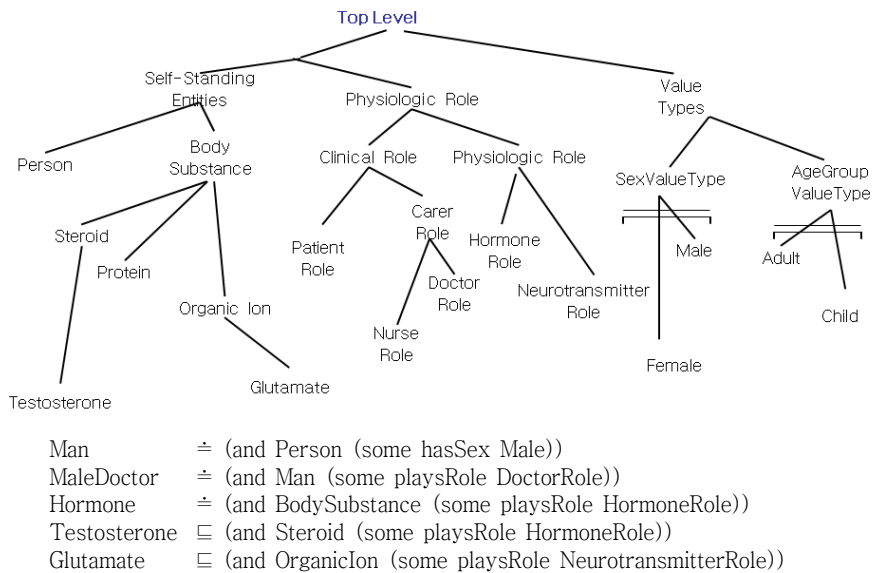 Top Level
Self-Standing
Entities
Physiologic Role
Value
Types
Person
Body
Substance
Clinical Role
Physiologic Role
SexValueType
AgeGroup
ValueType
Steroid
Protein
Patient
Role
Carer
Role
Hormone
Role
Male
Adult
Doctor
Role
Neurotransmitter
Role
Organic Ion
Child
Nurse
Role
Female
Glutamate
Testosterone
Man ≐ (and Person (some hasSex Male))
MaleDoctor ≐ (and Man (some playsRole DoctorRole))
Hormone ≐ (and BodySubstance (some playsRole HormoneRole))
Testosterone ⊑ (and Steroid (some playsRole HormoneRole))
Glutamate ⊑ (and OrganicIon (some playsRole NeurotransmitterRole))